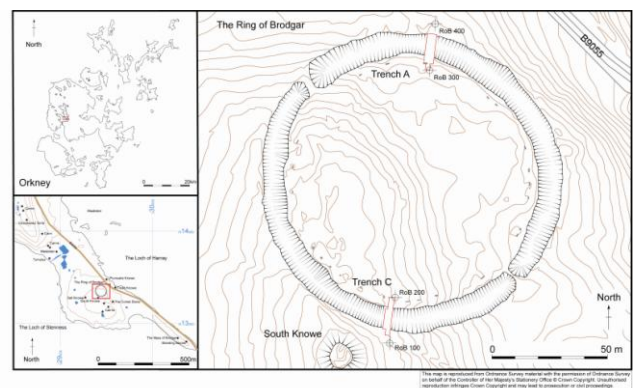 North
Orkney
0 20km
The Loch of Harray
The Loch of Stenness
North
0 500m
The Ring of Brodgar
RoB 400
B9055
Trench A
RoB 300
Trench C
RoB 200
South Knowe
RoB 100
North
0 50 m
This map is reproduced from Ordnance Survey material with the permission of Ordnance Survey
on behalf of the Controller of Her Majesty's Stationery Office © Crown Copyright. Unauthorised
reproduction infringes Crown Copyright and may lead to prosecution or civil proceedings.